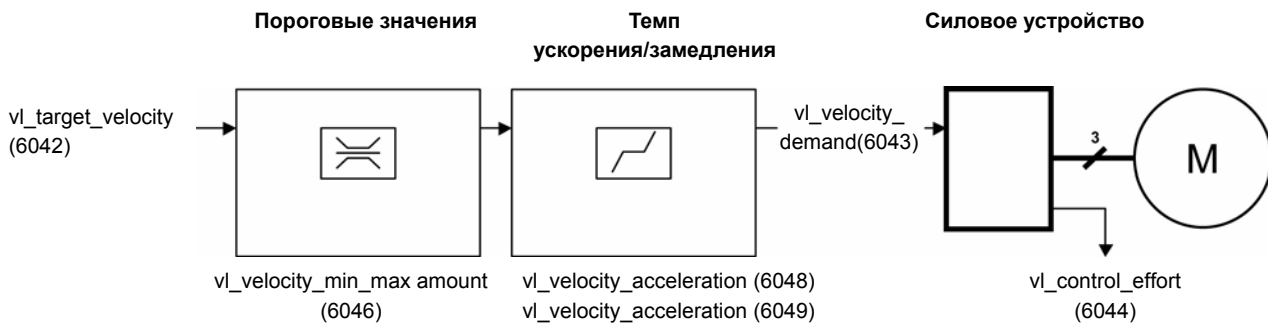 Пороговые значения
Темп
ускорения/замедления
Силовое устройство
vl_target_velocity
(6042)
vl_velocity_
demand(6043)
3
M
vl_velocity_min_max amount
(6046)
vl_velocity_acceleration (6048)
vl_velocity_acceleration (6049)
vl_control_effort
(6044)